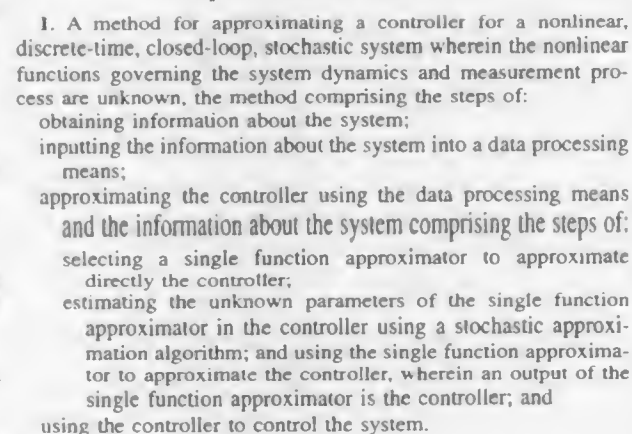 1. A method for approximating a controller for a nonlinear,
discrete-time, closed-loop, stochastic system wherein the nonlinear
functions governing the system dynamics and measurement pro-
cess are unknown, the method comprising the steps of:
obtaining information about the system;
inputting the information about the system into a data processing
means;
approximating the controller using the data processing means
and the information about the system comprising the steps of:
selecting a single function approximator to approximate
directly the controller;
estimating the unknown parameters of the single function
approximator in the controller using a stochastic approxi-
mation algorithm; and using the single function approxima-
tor to approximate the controller, wherein an output of the
single function approximator is the controller; and
using the controller to control the system.